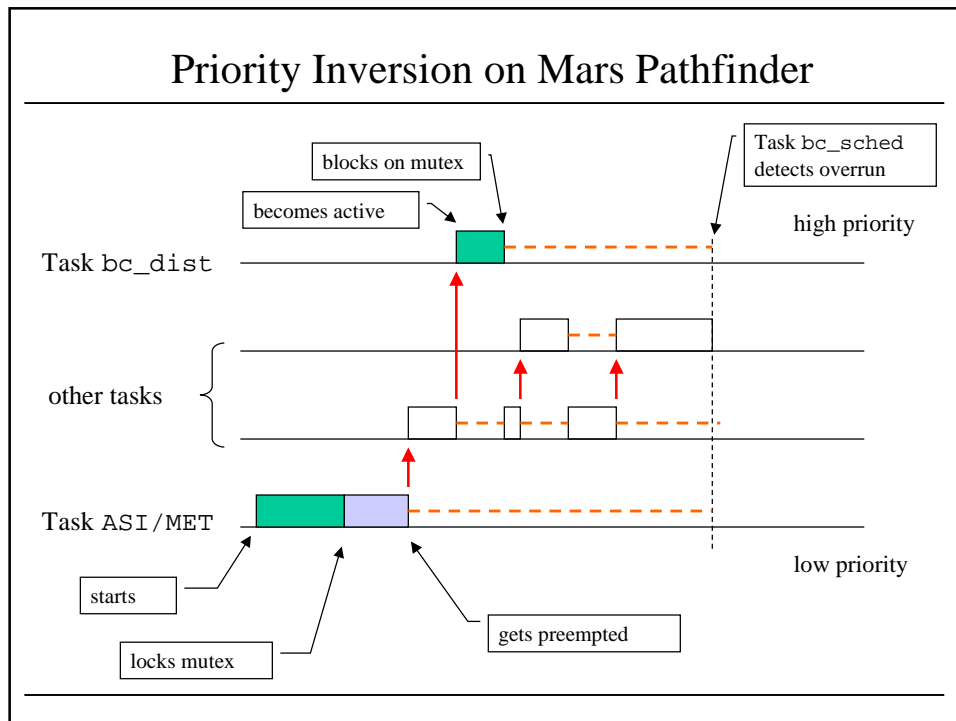 Priority Inversion on Mars Pathfinder
Task bc_sched
detects overrun
blocks on mutex
becomes active
high priority
Task bc_dist
other tasks
Task ASI/MET
low priority
starts
gets preempted
locks mutex